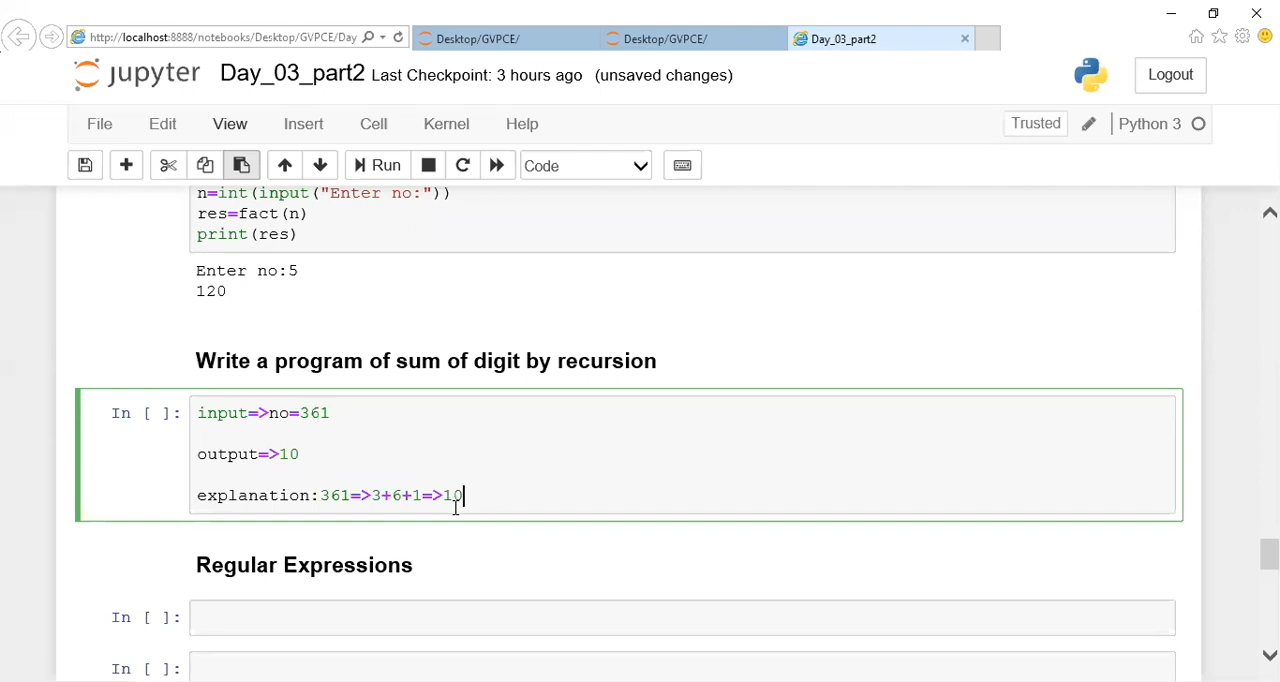 http://localhost:8888/notebooks/Desktop/GVPCE/Day
Desktop/GVPCE/
Desktop/GVPCE/
Day_03_part2
jupyter Day_03_part2 Last Checkpoint: 3 hours ago (unsaved changes)
Logout
File Edit View Insert Cell Kernel Help
Trusted
Python 3
Run
Code
n=int(input("Enter no:"))
res=fact(n)
print(res)
Enter no:5
120
Write a program of sum of digit by recursion
In [ ]: input=>no=361
output=>10
explanation:361=>3+6+1=>10
Regular Expressions
In [ ]:
In [ ]: